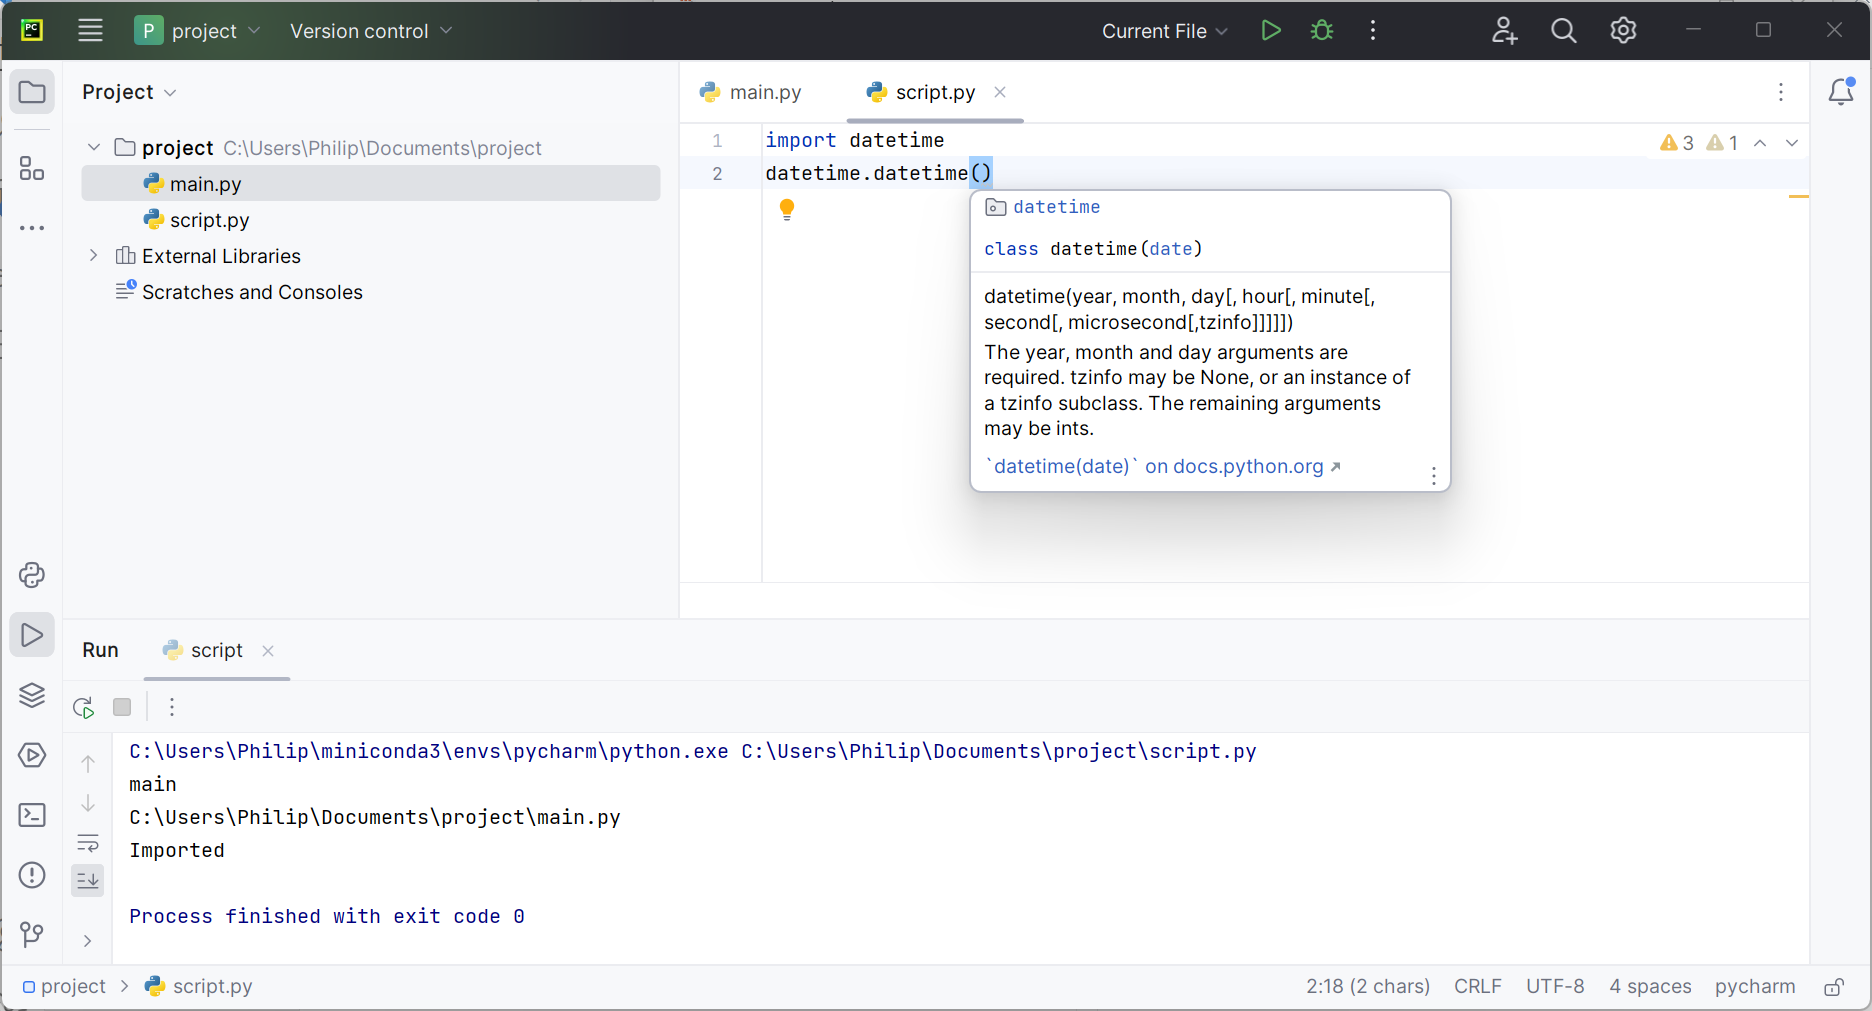 PC
P project
Version control
Current File
Project
main.py
script.py
project C:\Users\Philip\Documents\project
main.py
script.py
External Libraries
Scratches and Consoles
1 import datetime
2 datetime.datetime()
3 1
datetime
class datetime(date)
datetime(year, month, day[, hour[, minute[,
second[, microsecond[,tzinfo]]]]])
The year, month and day arguments are
required. tzinfo may be None, or an instance of
a tzinfo subclass. The remaining arguments
may be ints.
`datetime(date)` on docs.python.org
Run
script
C:\Users\Philip\miniconda3\envs\pycharm\python.exe C:\Users\Philip\Documents\project\script.py
main
C:\Users\Philip\Documents\project\main.py
Imported
Process finished with exit code 0
project
script.py
2:18 (2 chars)
CRLF
UTF-8
4 spaces
pycharm